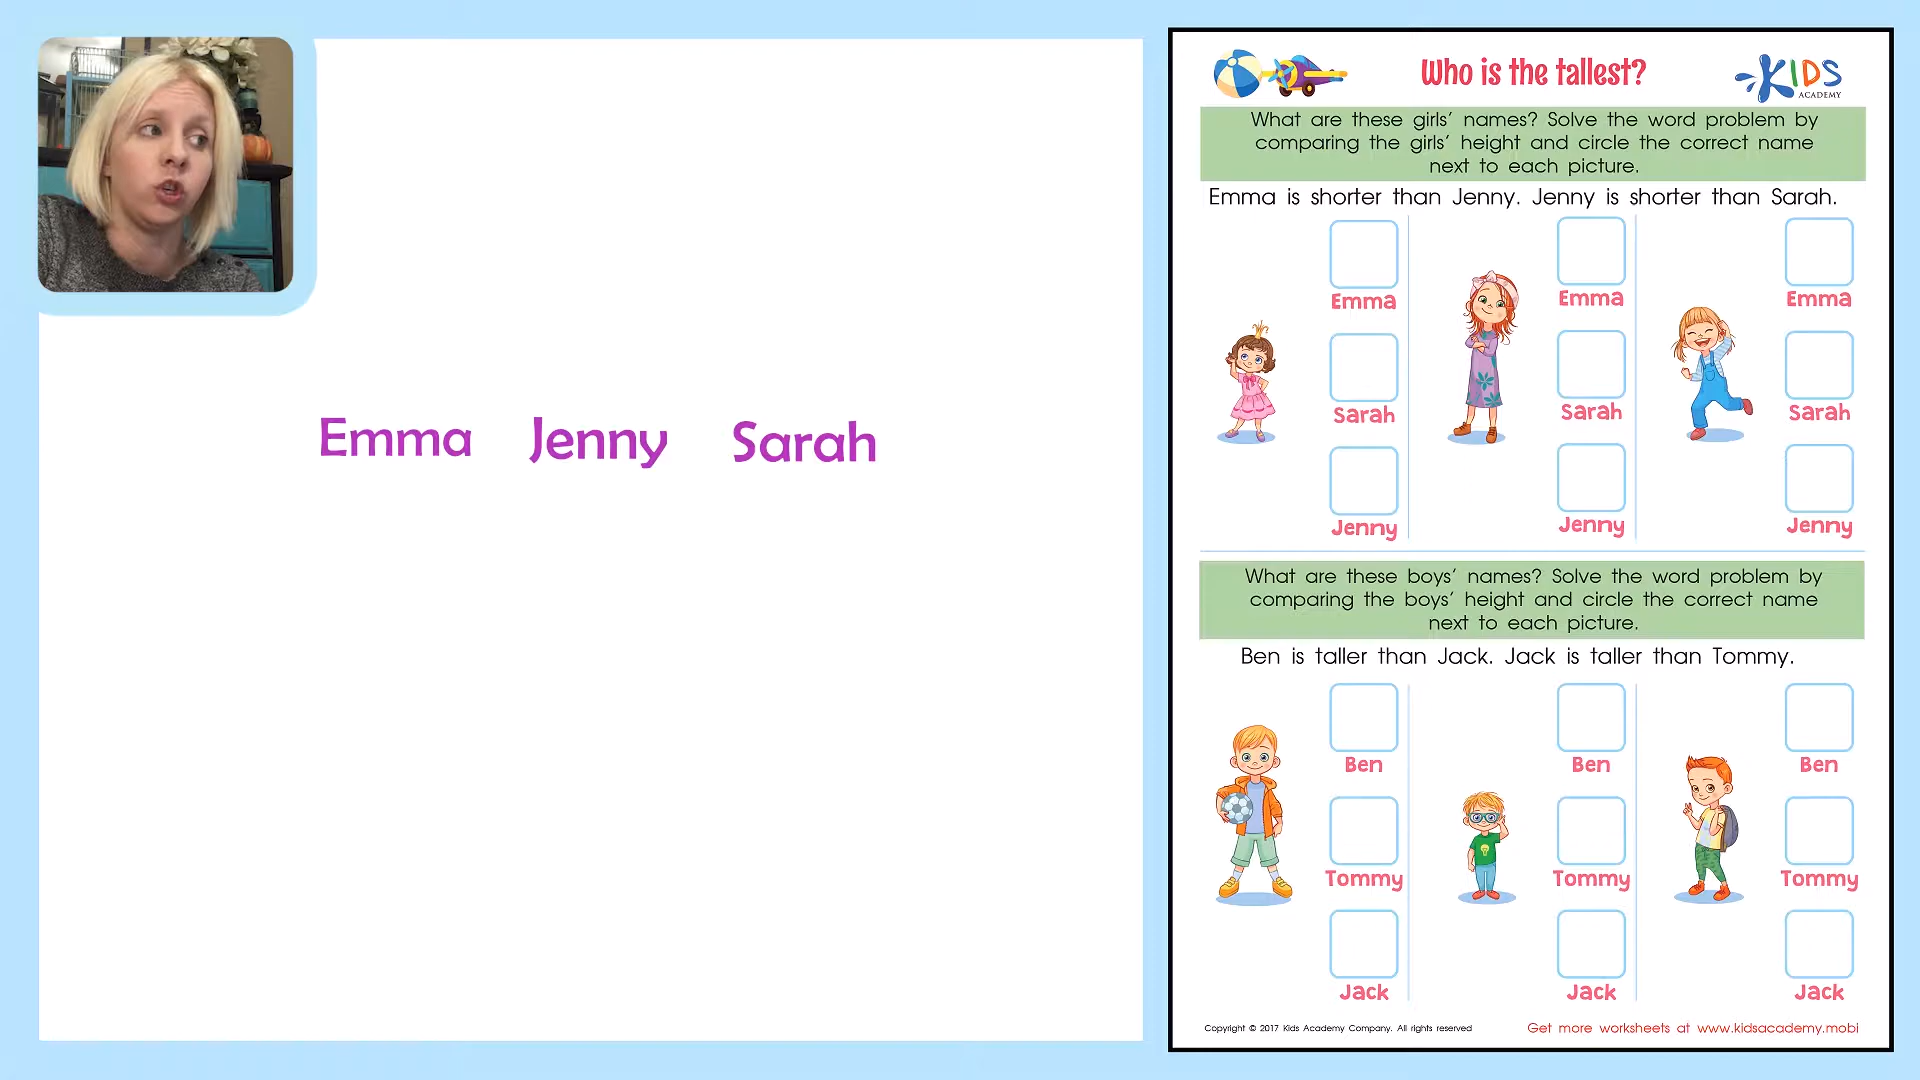 Emma Jenny Sarah
Who is the tallest?
KIDS
ACADEMY
What are these girls' names? Solve the word problem by
comparing the girls' height and circle the correct name
next to each picture.
Emma is shorter than Jenny. Jenny is shorter than Sarah.
Emma
Sarah
Jenny
Emma
Sarah
Jenny
Emma
Sarah
Jenny
What are these boys' names? Solve the word problem by
comparing the boys' height and circle the correct name
next to each picture.
Ben is taller than Jack. Jack is taller than Tommy.
Ben
Tommy
Jack
Ben
Tommy
Jack
Ben
Tommy
Jack
Copyright © 2017 Kids Academy Company. All rights reserved
Get more worksheets at www.kidsacademy.mobi